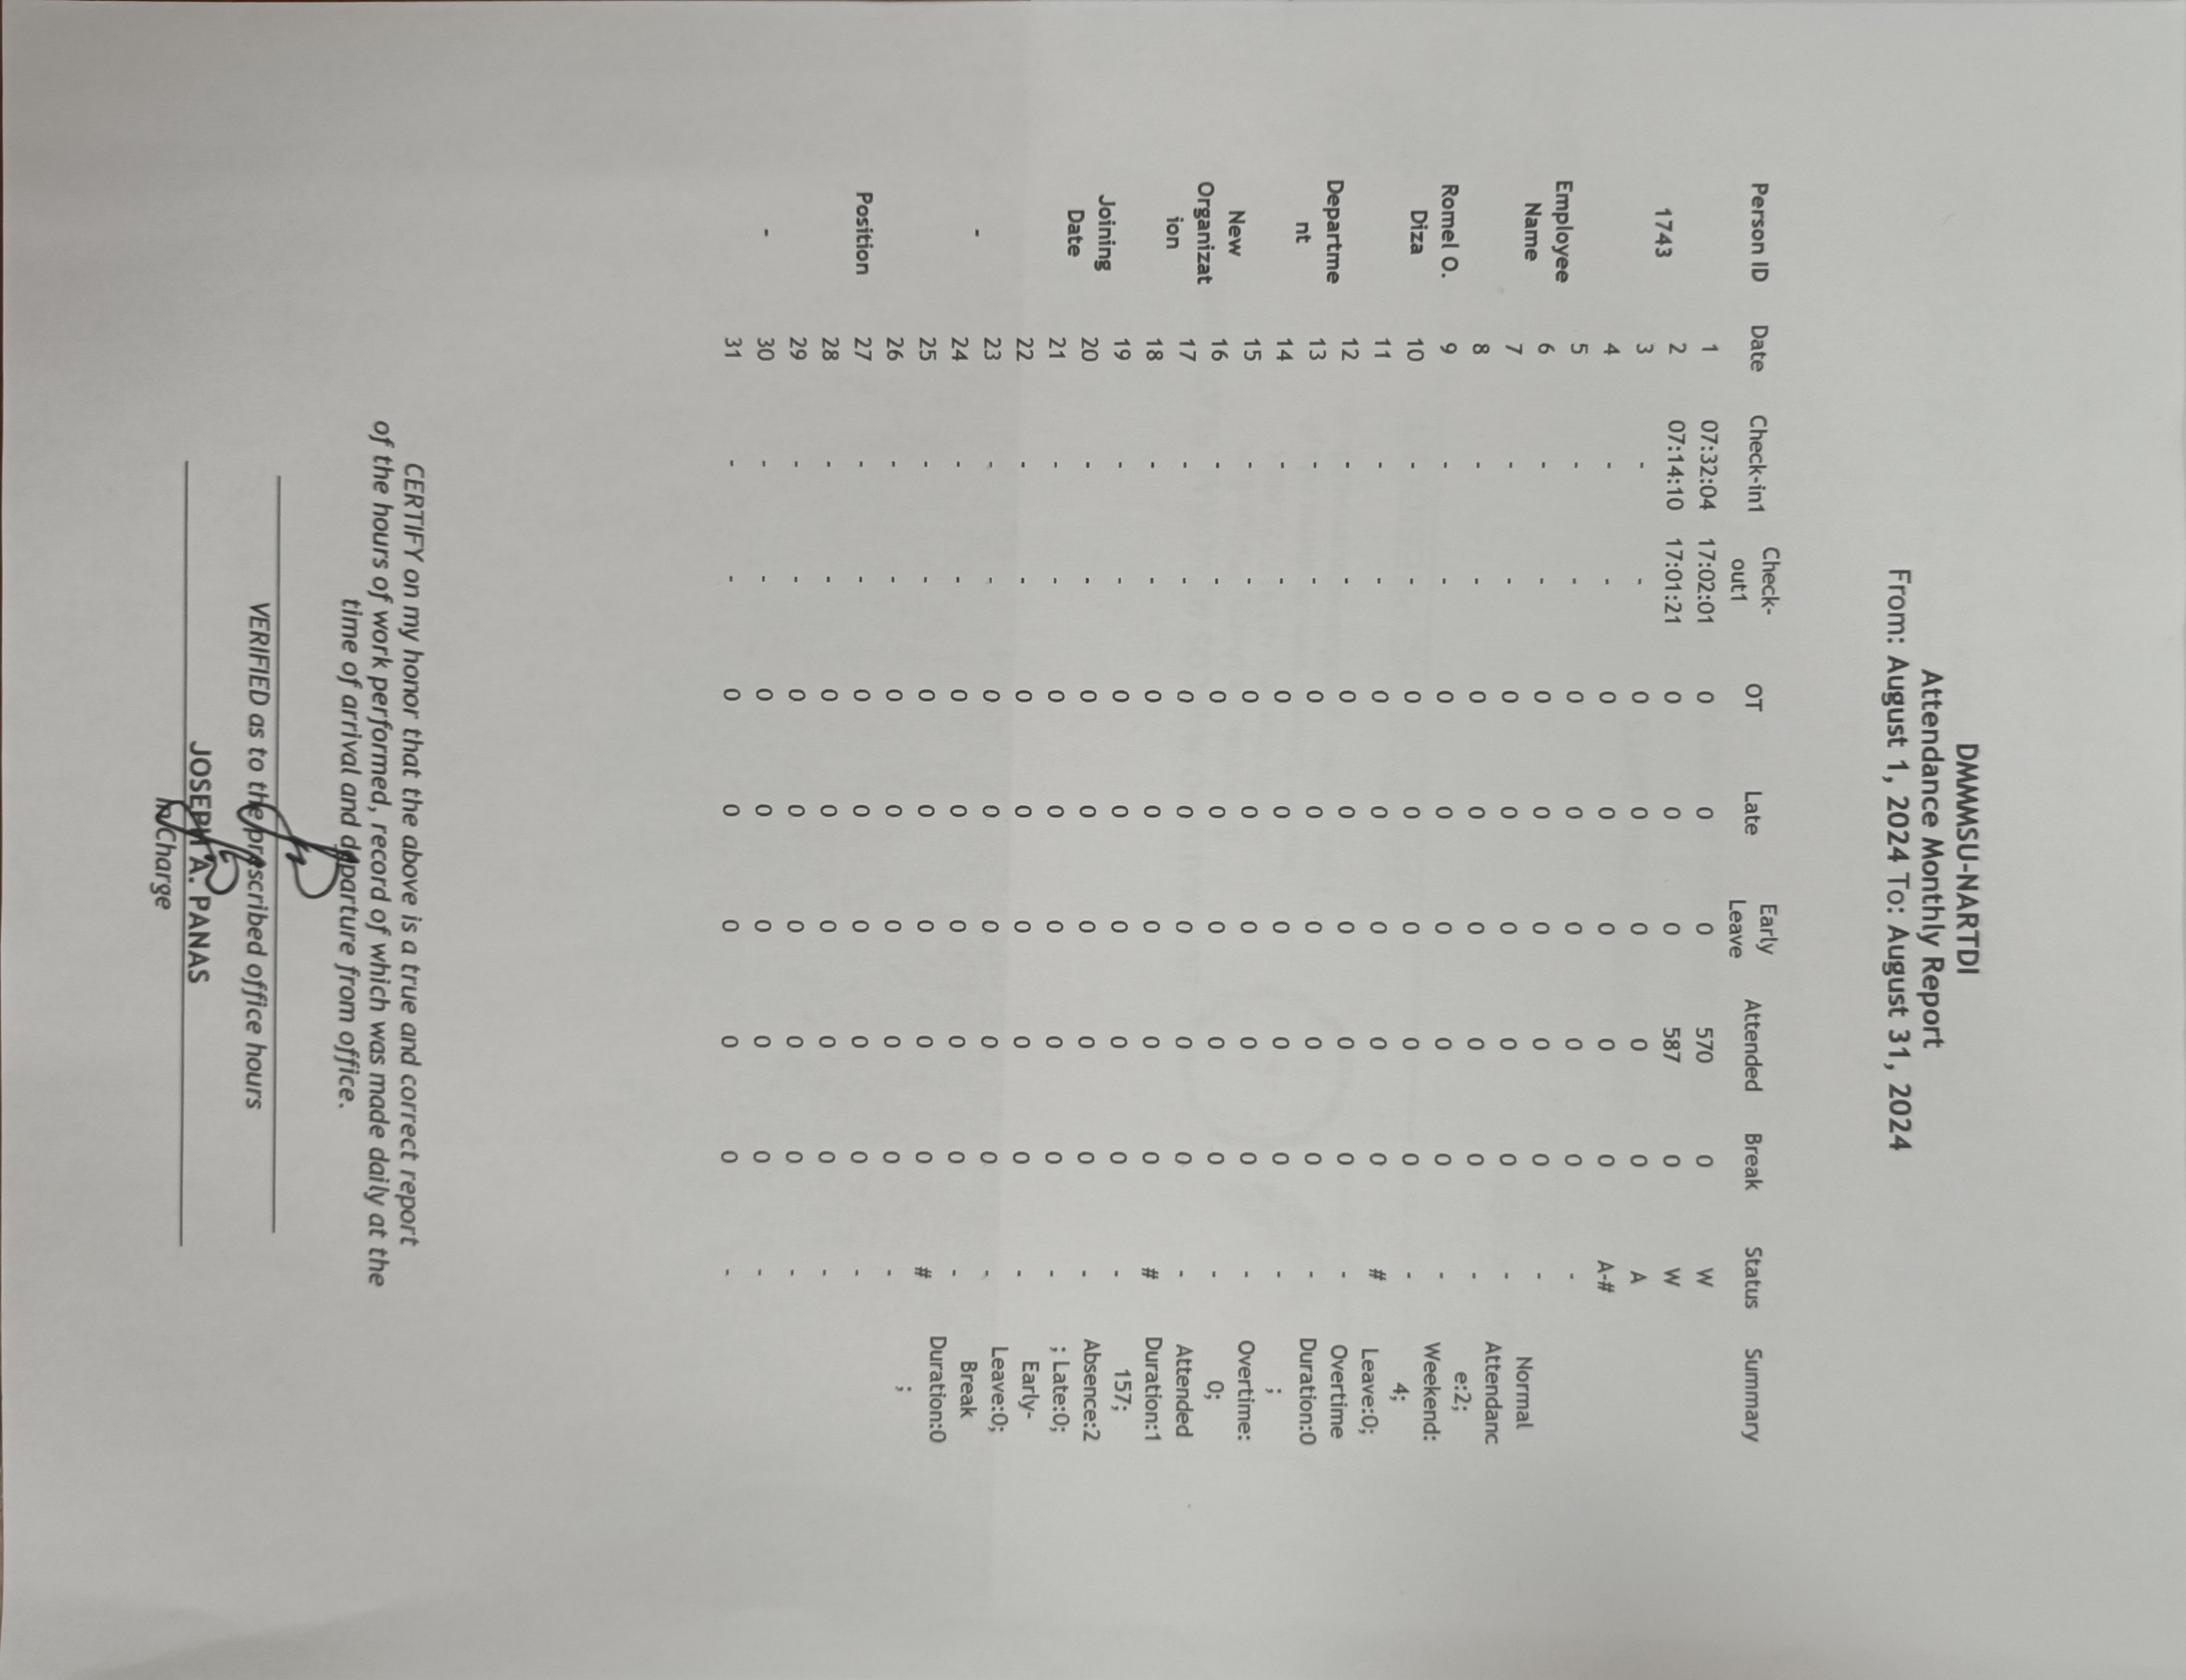 DMMMSU-NARTDI
Attendance Monthly Report
From: August 1, 2024 To: August 31, 2024
Person ID Date Check-in1 Check-out1 OT Late Early Leave Attended Break Status Summary
1 07:32:04 17:02:01 0 0 0 570 0 W
1743 2 07:14:10 17:01:21 0 0 0 587 0 W
3 - - 0 0 0 0 0 A
4 - - 0 0 0 0 0 A-#
Employee 5 - - 0 0 0 0 0 -
Name 6 - - 0 0 0 0 0 -
7 - - 0 0 0 0 0 - Normal
8 - - 0 0 0 0 0 - Attendanc
Romel O. 9 - - 0 0 0 0 0 - e:2;
Diza 10 - - 0 0 0 0 0 - Weekend:
11 - - 0 0 0 0 0 # 4;
Leave:0;
Departme 12 - - 0 0 0 0 0 - Overtime
nt 13 - - 0 0 0 0 0 - Duration:0
14 - - 0 0 0 0 0 - ;
New 15 - - 0 0 0 0 0 - Overtime:
Organizat 16 - - 0 0 0 0 0 - 0;
ion 17 - - 0 0 0 0 0 - Attended
18 - - 0 0 0 0 0 # Duration:1
Joining 19 - - 0 0 0 0 0 - 157;
Date 20 - - 0 0 0 0 0 - Absence:2
21 - - 0 0 0 0 0 - ; Late:0;
22 - - 0 0 0 0 0 - Early-
- 23 - - 0 0 0 0 0 - Leave:0;
24 - - 0 0 0 0 0 - Break
25 - - 0 0 0 0 0 # Duration:0
26 - - 0 0 0 0 0 - ;
Position 27 - - 0 0 0 0 0 -
28 - - 0 0 0 0 0 -
29 - - 0 0 0 0 0 -
- 30 - - 0 0 0 0 0 -
31 - - 0 0 0 0 0 -
CERTIFY on my honor that the above is a true and correct report
of the hours of work performed, record of which was made daily at the
time of arrival and departure from office.
VERIFIED as to the prescribed office hours
JOSEPH A. PANAS
In Charge